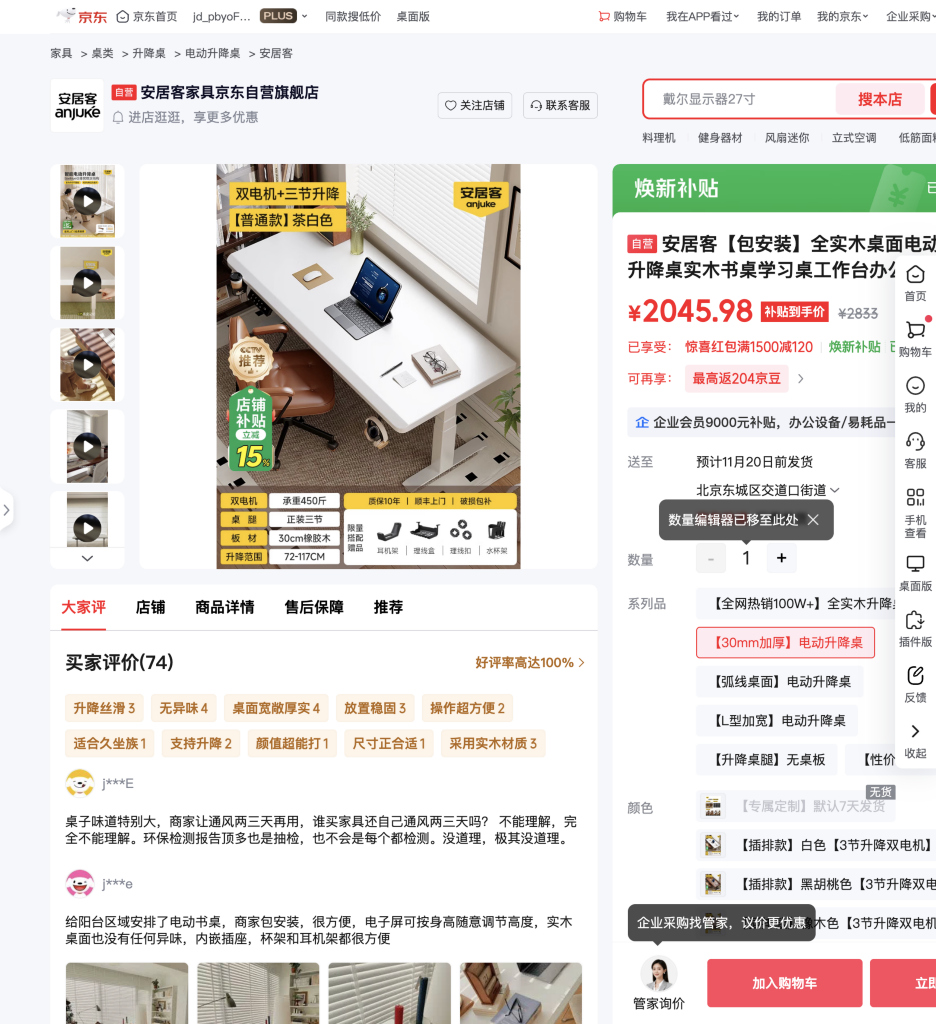 京东
京东首页
jd_pbyoF...
PLUS
同款搜低价
桌面版
购物车
我在APP看过
我的订单
我的京东
企业采购
家具 > 桌类 > 升降桌 > 电动升降桌 > 安居客
安居客
anjuke
自营 安居客家具京东自营旗舰店
进店逛逛，享更多优惠
关注店铺
联系客服
戴尔显示器27寸
搜本店
料理机
健身器材
风扇迷你
立式空调
低筋面
双电机+三节升降
【普通款】茶白色
安居客
anjuke
CCTV
推荐
店铺
补贴
立减
15%
双电机 承重450斤
桌 腿 正装三节
板 材 30cm橡胶木
升降范围 72-117CM
质保10年 | 顺丰上门 | 破损包补
限量
搭配
赠品
耳机架 | 理线盒 | 理线扣 | 水杯架
焕新补贴
自营 安居客【包安装】全实木桌面电动
升降桌实木书桌学习桌工作台办
¥2045.98 补贴到手价 ¥2833
已享受： 惊喜红包满1500减120 焕新补贴
可再享： 最高返204京豆
企业会员9000元补贴，办公设备/易耗品一
送至
预计11月20日前发货
北京东城区交道口街道
数量编辑器已移至此处
数量
- 1 +
系列品
【全网热销100W+】全实木升降
【30mm加厚】电动升降桌
【弧线桌面】电动升降桌
【L型加宽】电动升降桌
【升降桌腿】无桌板
【性价
颜色
无货
【专属定制】默认7天发货
【插排款】白色【3节升降双电机】
【插排款】黑胡桃色【3节升降双电
木色【3节升降双电机
企业采购找管家，议价更优惠
管家询价
加入购物车
立即
首页
购物车
我的
客服
手机
查看
桌面版
插件版
反馈
收起
大家评
店铺
商品详情
售后保障
推荐
买家评价(74)
好评率高达100%
升降丝滑 3
无异味 4
桌面宽敞厚实 4
放置稳固 3
操作超方便 2
适合久坐族 1
支持升降 2
颜值超能打 1
尺寸正合适 1
采用实木材质 3
j***E
桌子味道特别大，商家让通风两三天再用，谁买家具还自己通风两三天吗？ 不能理解，完
全不能理解。环保检测报告顶多也是抽检，也不会是每个都检测。没道理，极其没道理。
j***e
给阳台区域安排了电动书桌，商家包安装，很方便，电子屏可按身高随意调节高度，实木
桌面也没有任何异味，内嵌插座，杯架和耳机架都很方便